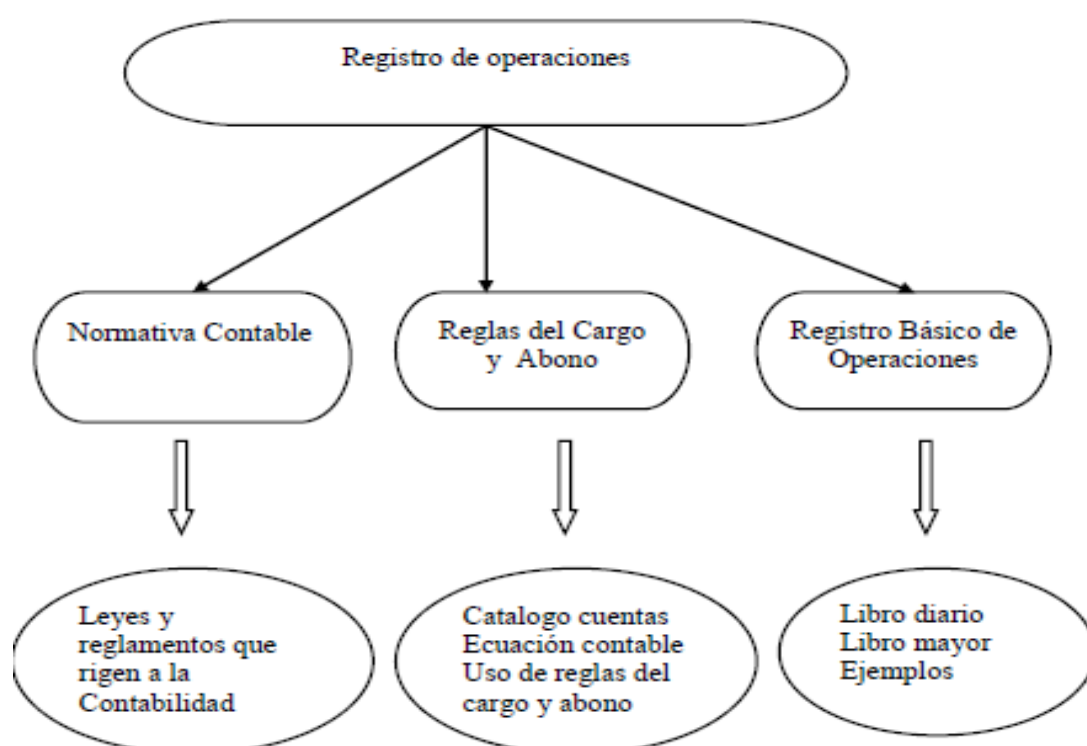 Registro de operaciones
Normativa Contable
Reglas del Cargo
y Abono
Registro Básico de
Operaciones
Leyes y
reglamentos que
rigen a la
Contabilidad
Catalogo cuentas
Ecuación contable
Uso de reglas del
cargo y abono
Libro diario
Libro mayor
Ejemplos